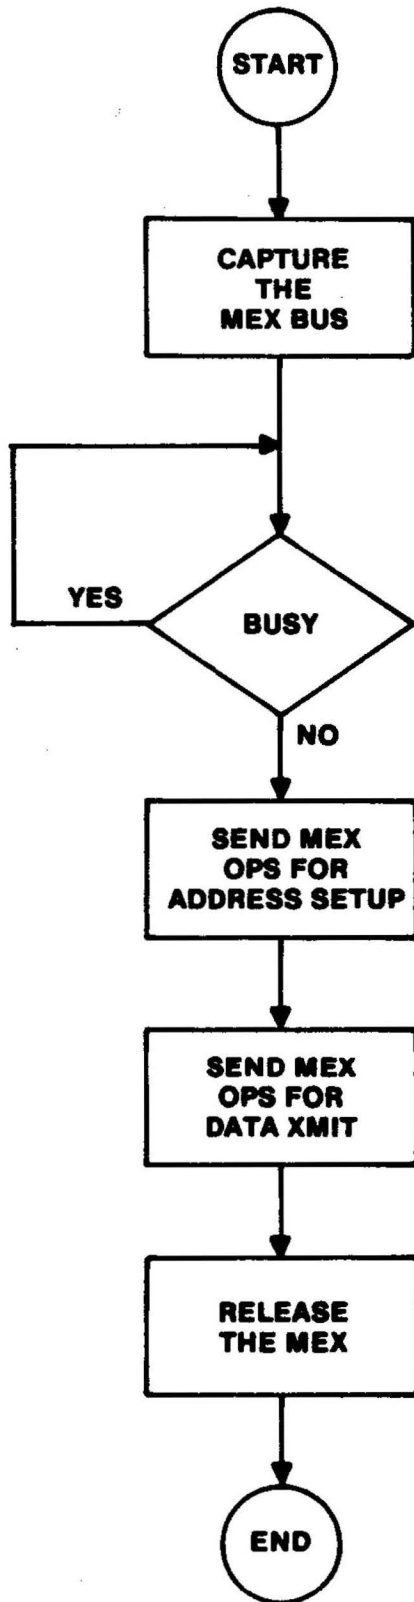 START
CAPTURE
THE
MEX BUS
YES
BUSY
NO
SEND MEX
OPS FOR
ADDRESS SETUP
SEND MEX
OPS FOR
DATA XMIT
RELEASE
THE MEX
END